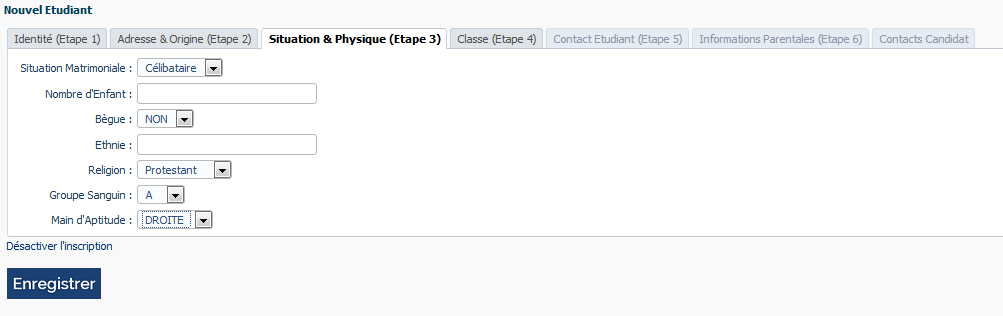 Nouvel Etudiant
Identité (Etape 1) Adresse & Origine (Etape 2) Situation & Physique (Etape 3) Classe (Etape 4) Contact Etudiant (Etape 5) Informations Parentales (Etape 6) Contacts Candidat
Situation Matrimoniale : Célibataire
Nombre d'Enfant :
Bègue : NON
Ethnie :
Religion : Protestant
Groupe Sanguin : A
Main d'Aptitude : DROITE
Désactiver l'inscription
Enregistrer